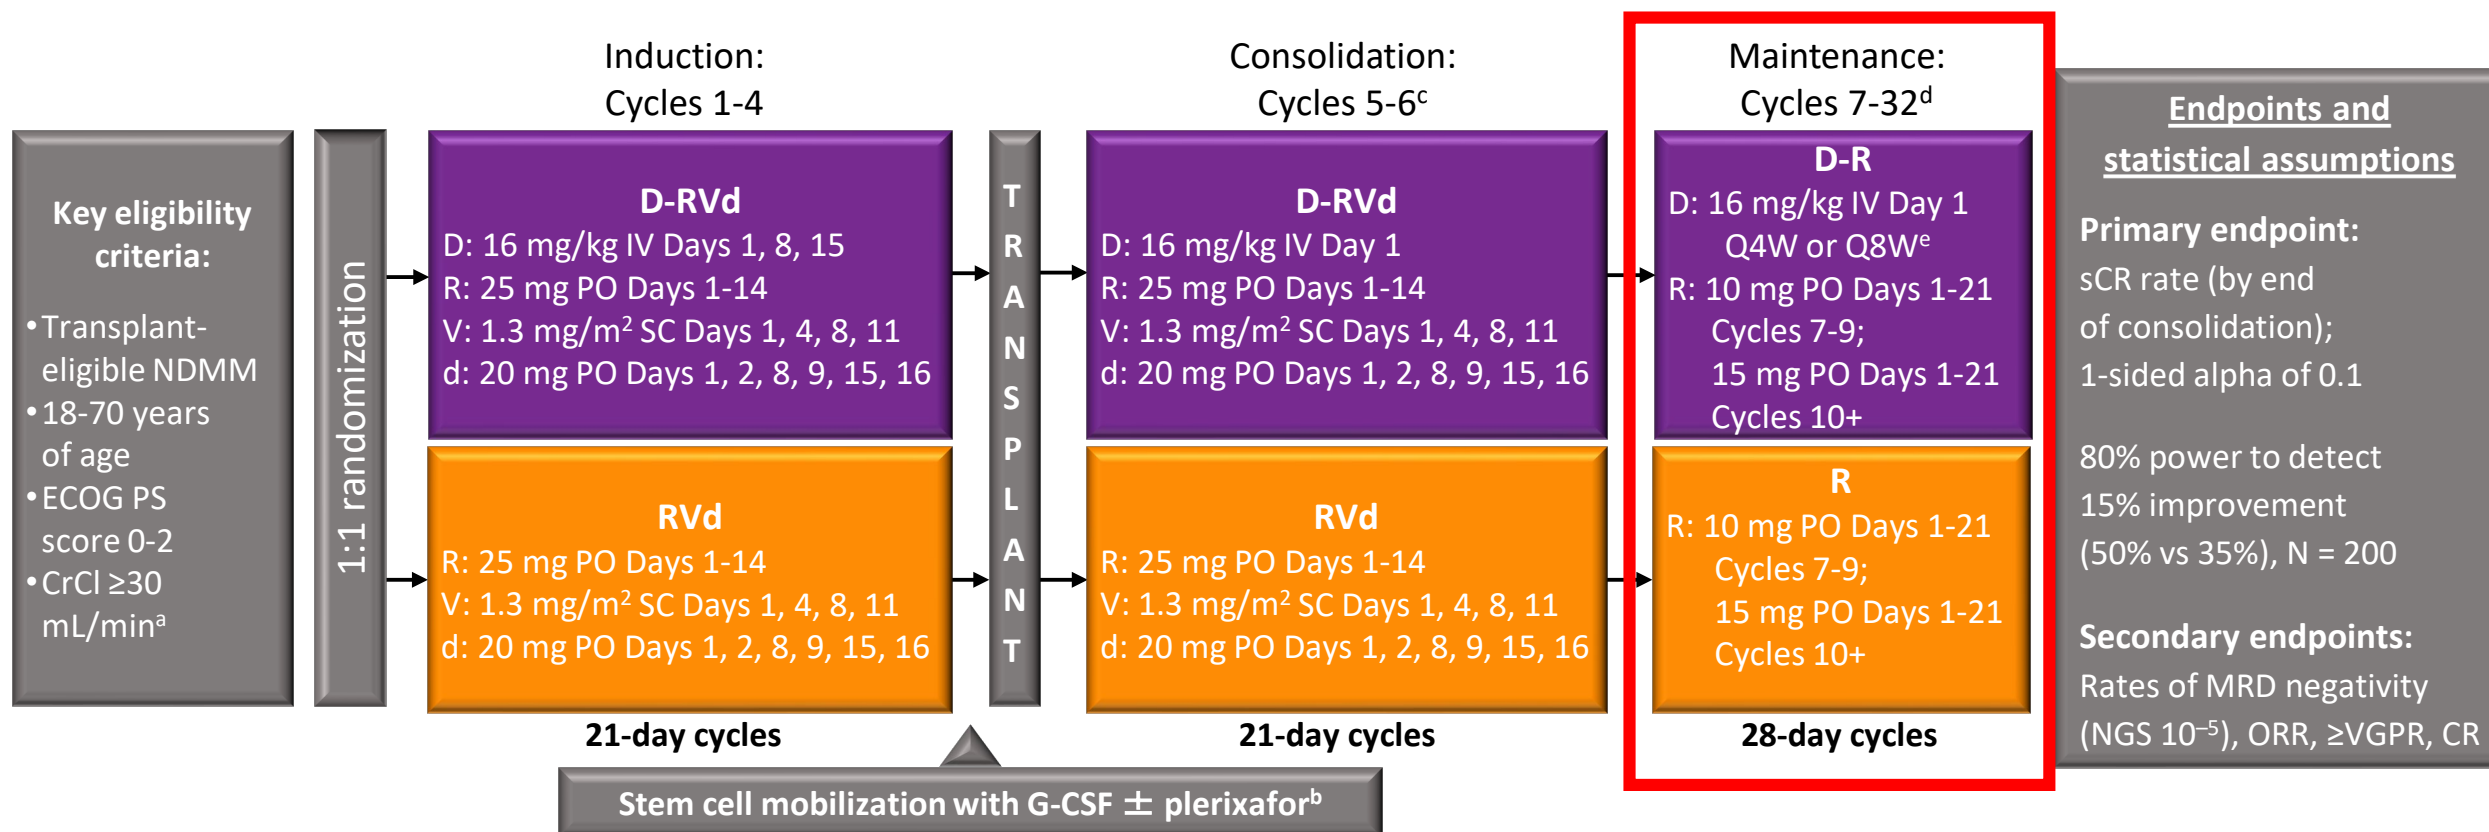 Key eligibility
criteria:
•Transplant-
eligible NDMM
•18-70 years
of age
•ECOG PS
score 0-2
•CrCl ≥30
mL/minᵃ
1:1 randomization
Induction:
Cycles 1-4
D-RVd
D: 16 mg/kg IV Days 1, 8, 15
R: 25 mg PO Days 1-14
V: 1.3 mg/m² SC Days 1, 4, 8, 11
d: 20 mg PO Days 1, 2, 8, 9, 15, 16
RVd
R: 25 mg PO Days 1-14
V: 1.3 mg/m² SC Days 1, 4, 8, 11
d: 20 mg PO Days 1, 2, 8, 9, 15, 16
21-day cycles
TRANSPLANT
Stem cell mobilization with G-CSF ± plerixaforᵇ
Consolidation:
Cycles 5-6ᶜ
D-RVd
D: 16 mg/kg IV Day 1
R: 25 mg PO Days 1-14
V: 1.3 mg/m² SC Days 1, 4, 8, 11
d: 20 mg PO Days 1, 2, 8, 9, 15, 16
RVd
R: 25 mg PO Days 1-14
V: 1.3 mg/m² SC Days 1, 4, 8, 11
d: 20 mg PO Days 1, 2, 8, 9, 15, 16
21-day cycles
Maintenance:
Cycles 7-32ᵈ
D-R
D: 16 mg/kg IV Day 1
Q4W or Q8Wᵉ
R: 10 mg PO Days 1-21
Cycles 7-9;
15 mg PO Days 1-21
Cycles 10+
R
R: 10 mg PO Days 1-21
Cycles 7-9;
15 mg PO Days 1-21
Cycles 10+
28-day cycles
Endpoints and
statistical assumptions
Primary endpoint:
sCR rate (by end
of consolidation);
1-sided alpha of 0.1
80% power to detect
15% improvement
(50% vs 35%), N = 200
Secondary endpoints:
Rates of MRD negativity
(NGS 10⁻⁵), ORR, ≥VGPR, CR